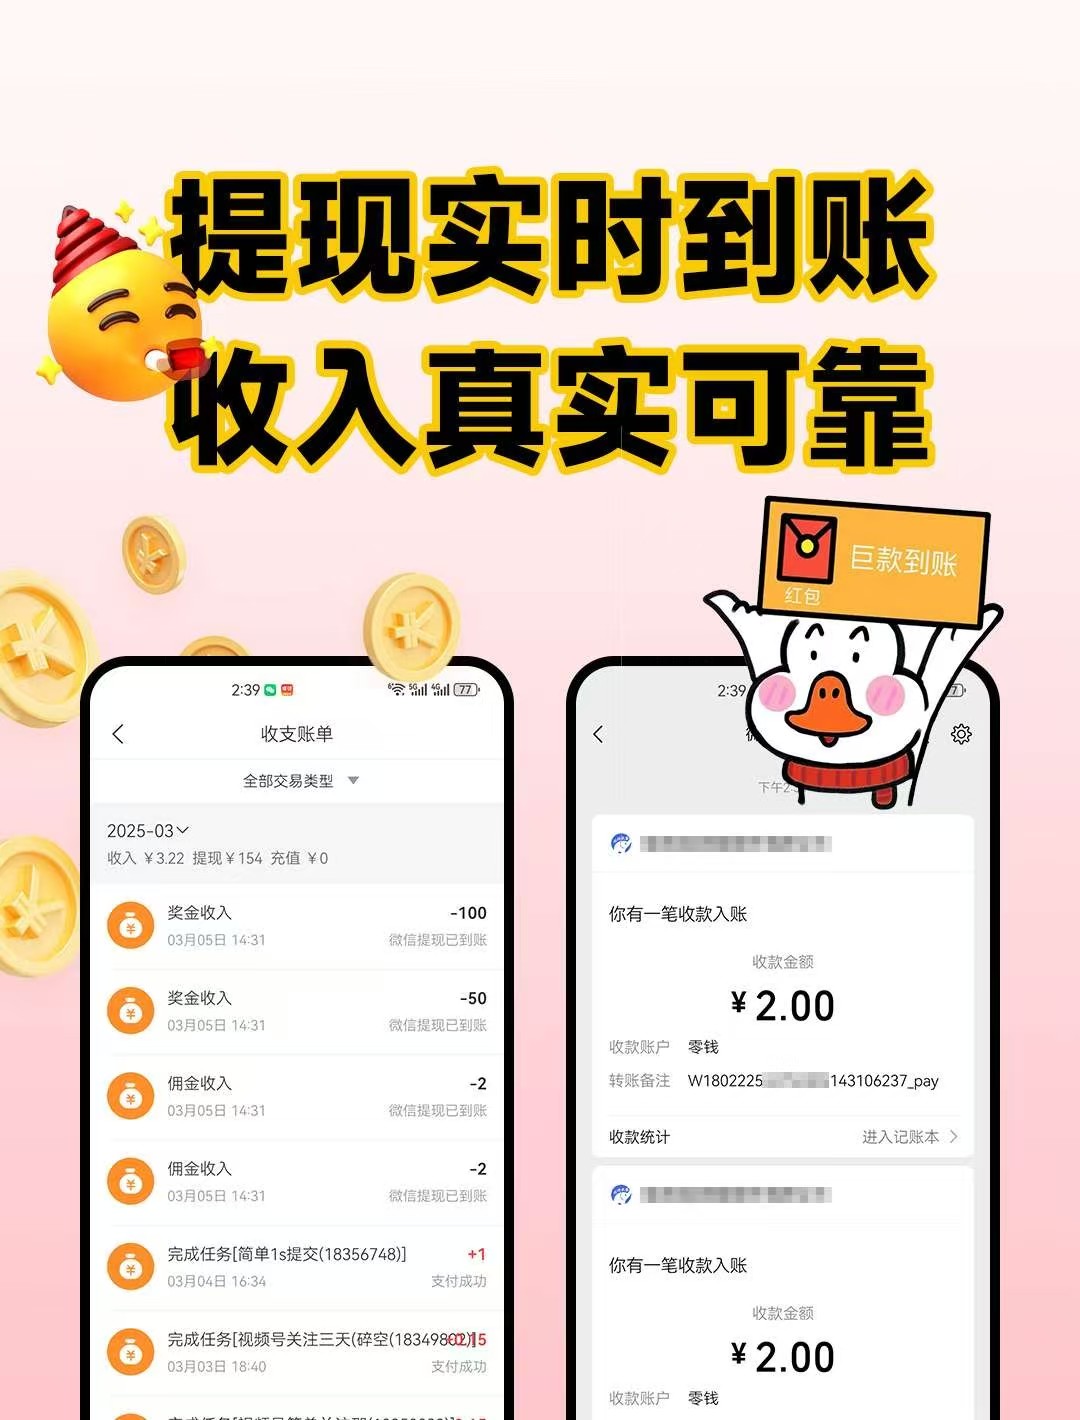 提现实时到账
收入真实可靠
巨款到账
红包
2:39
5G
4G
77
收支账单
全部交易类型
2025-03
收入 ¥3.22 提现¥154 充值 ¥0
奖金收入
-100
03月05日 14:31
微信提现已到账
奖金收入
-50
03月05日 14:31
微信提现已到账
佣金收入
-2
03月05日 14:31
微信提现已到账
佣金收入
-2
03月05日 14:31
微信提现已到账
完成任务[简单1s提交(18356748)]
+1
03月04日 16:34
支付成功
完成任务[视频号关注三天(碎空(183498
03月03日 18:40
支付成功
2:39
下午2:3
你有一笔收款入账
收款金额
¥2.00
收款账户 零钱
转账备注 W1802225 143106237_pay
收款统计 进入记账本
你有一笔收款入账
收款金额
¥2.00
收款账户 零钱